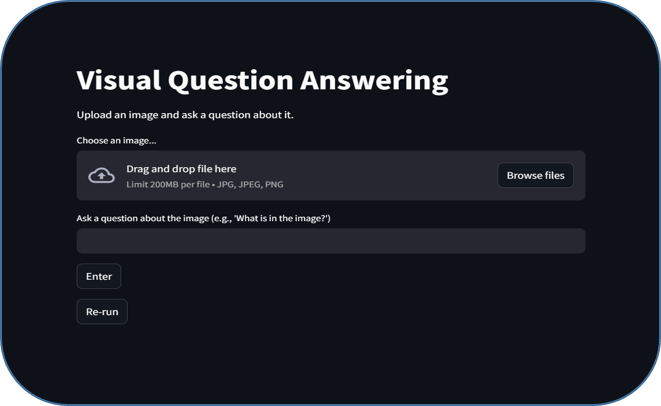 Visual Question Answering
Upload an image and ask a question about it.
Choose an image...
Drag and drop file here
Limit 200MB per file • JPG, JPEG, PNG
Browse files
Ask a question about the image (e.g., 'What is in the image?')
Enter
Re-run